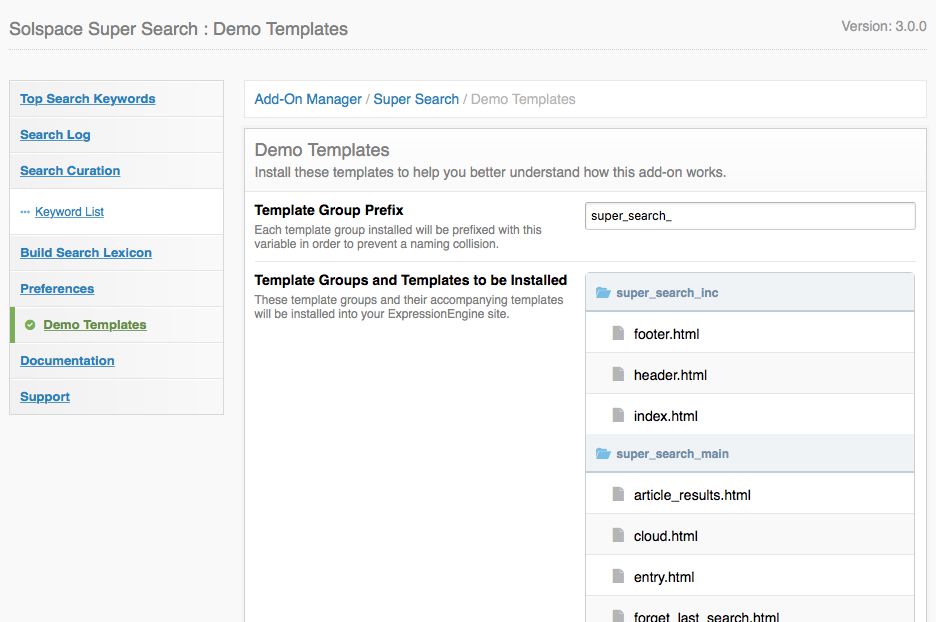 Solspace Super Search : Demo Templates
Version: 3.0.0
Top Search Keywords
Search Log
Search Curation
Keyword List
Build Search Lexicon
Preferences
Demo Templates
Documentation
Support
Add-On Manager / Super Search / Demo Templates
Demo Templates
Install these templates to help you better understand how this add-on works.
Template Group Prefix
Each template group installed will be prefixed with this
variable in order to prevent a naming collision.
super_search_
Template Groups and Templates to be Installed
These template groups and their accompanying templates
will be installed into your ExpressionEngine site.
super_search_inc
footer.html
header.html
index.html
super_search_main
article_results.html
cloud.html
entry.html
forget_last_search.html